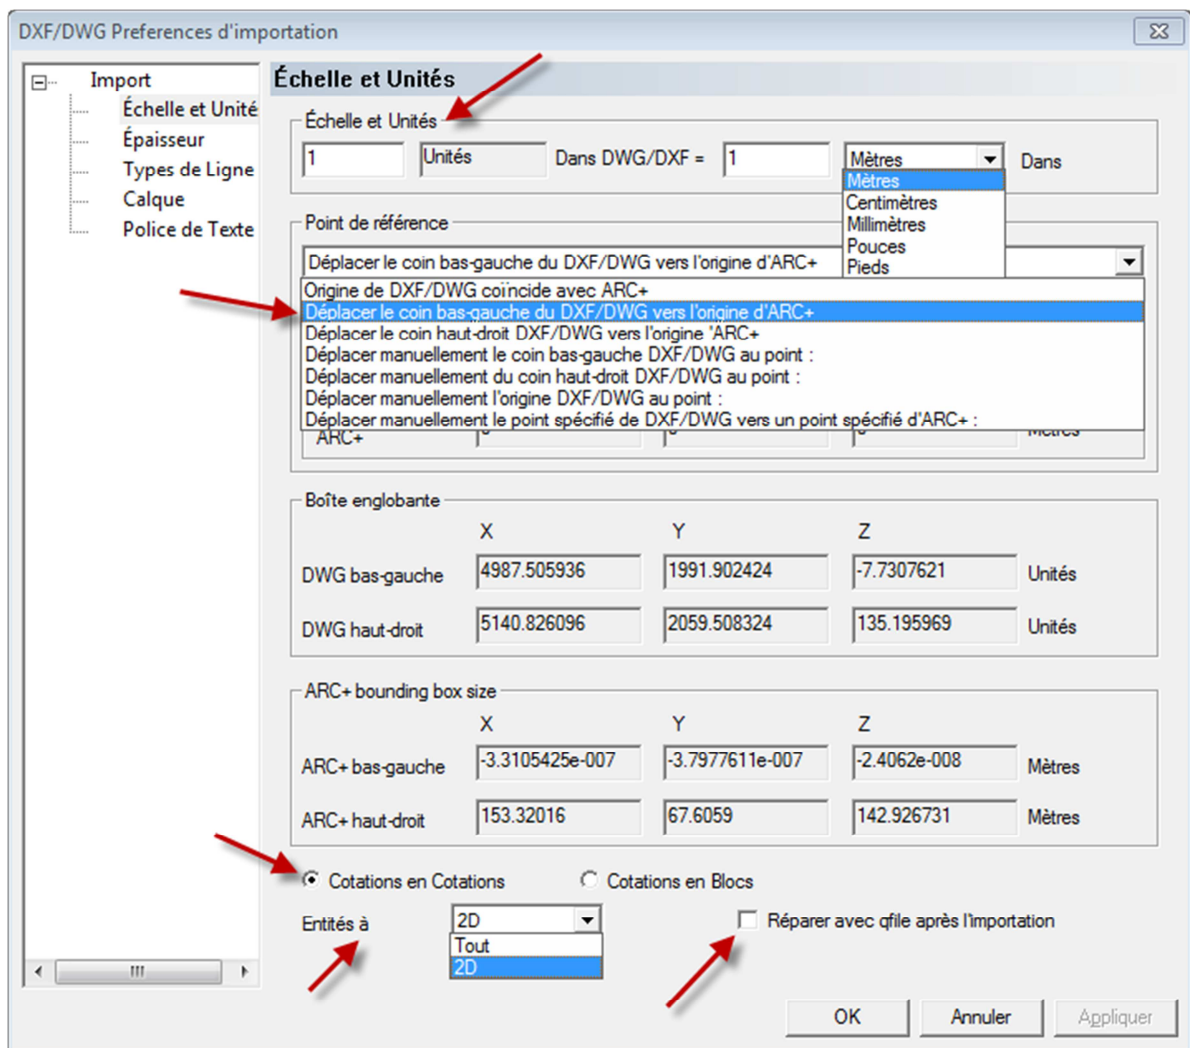 DXF/DWG Preferences d'importation
Import
Échelle et Unité
Épaisseur
Types de Ligne
Calque
Police de Texte
Échelle et Unités
Échelle et Unités
1 Unités Dans DWG/DXF = 1 Mètres Dans
Mètres
Centimètres
Millimètres
Pouces
Pieds
Point de référence
Déplacer le coin bas-gauche du DXF/DWG vers l'origine d'ARC+
Origine de DXF/DWG coïncide avec ARC+
Déplacer le coin bas-gauche du DXF/DWG vers l'origine d'ARC+
Déplacer le coin haut-droit DXF/DWG vers l'origine 'ARC+
Déplacer manuellement le coin bas-gauche DXF/DWG au point :
Déplacer manuellement du coin haut-droit DXF/DWG au point :
Déplacer manuellement l'origine DXF/DWG au point :
Déplacer manuellement le point spécifié de DXF/DWG vers un point spécifié d'ARC+ :
ARC+ Mètres
Boîte englobante
X Y Z
DWG bas-gauche 4987.505936 1991.902424 -7.7307621 Unités
DWG haut-droit 5140.826096 2059.508324 135.195969 Unités
ARC+ bounding box size
X Y Z
ARC+ bas-gauche -3.3105425e-007 -3.7977611e-007 -2.4062e-008 Mètres
ARC+ haut-droit 153.32016 67.6059 142.926731 Mètres
Cotations en Cotations Cotations en Blocs
Entités à 2D Réparer avec qfile après l'importation
Tout
2D
OK Annuler Appliquer